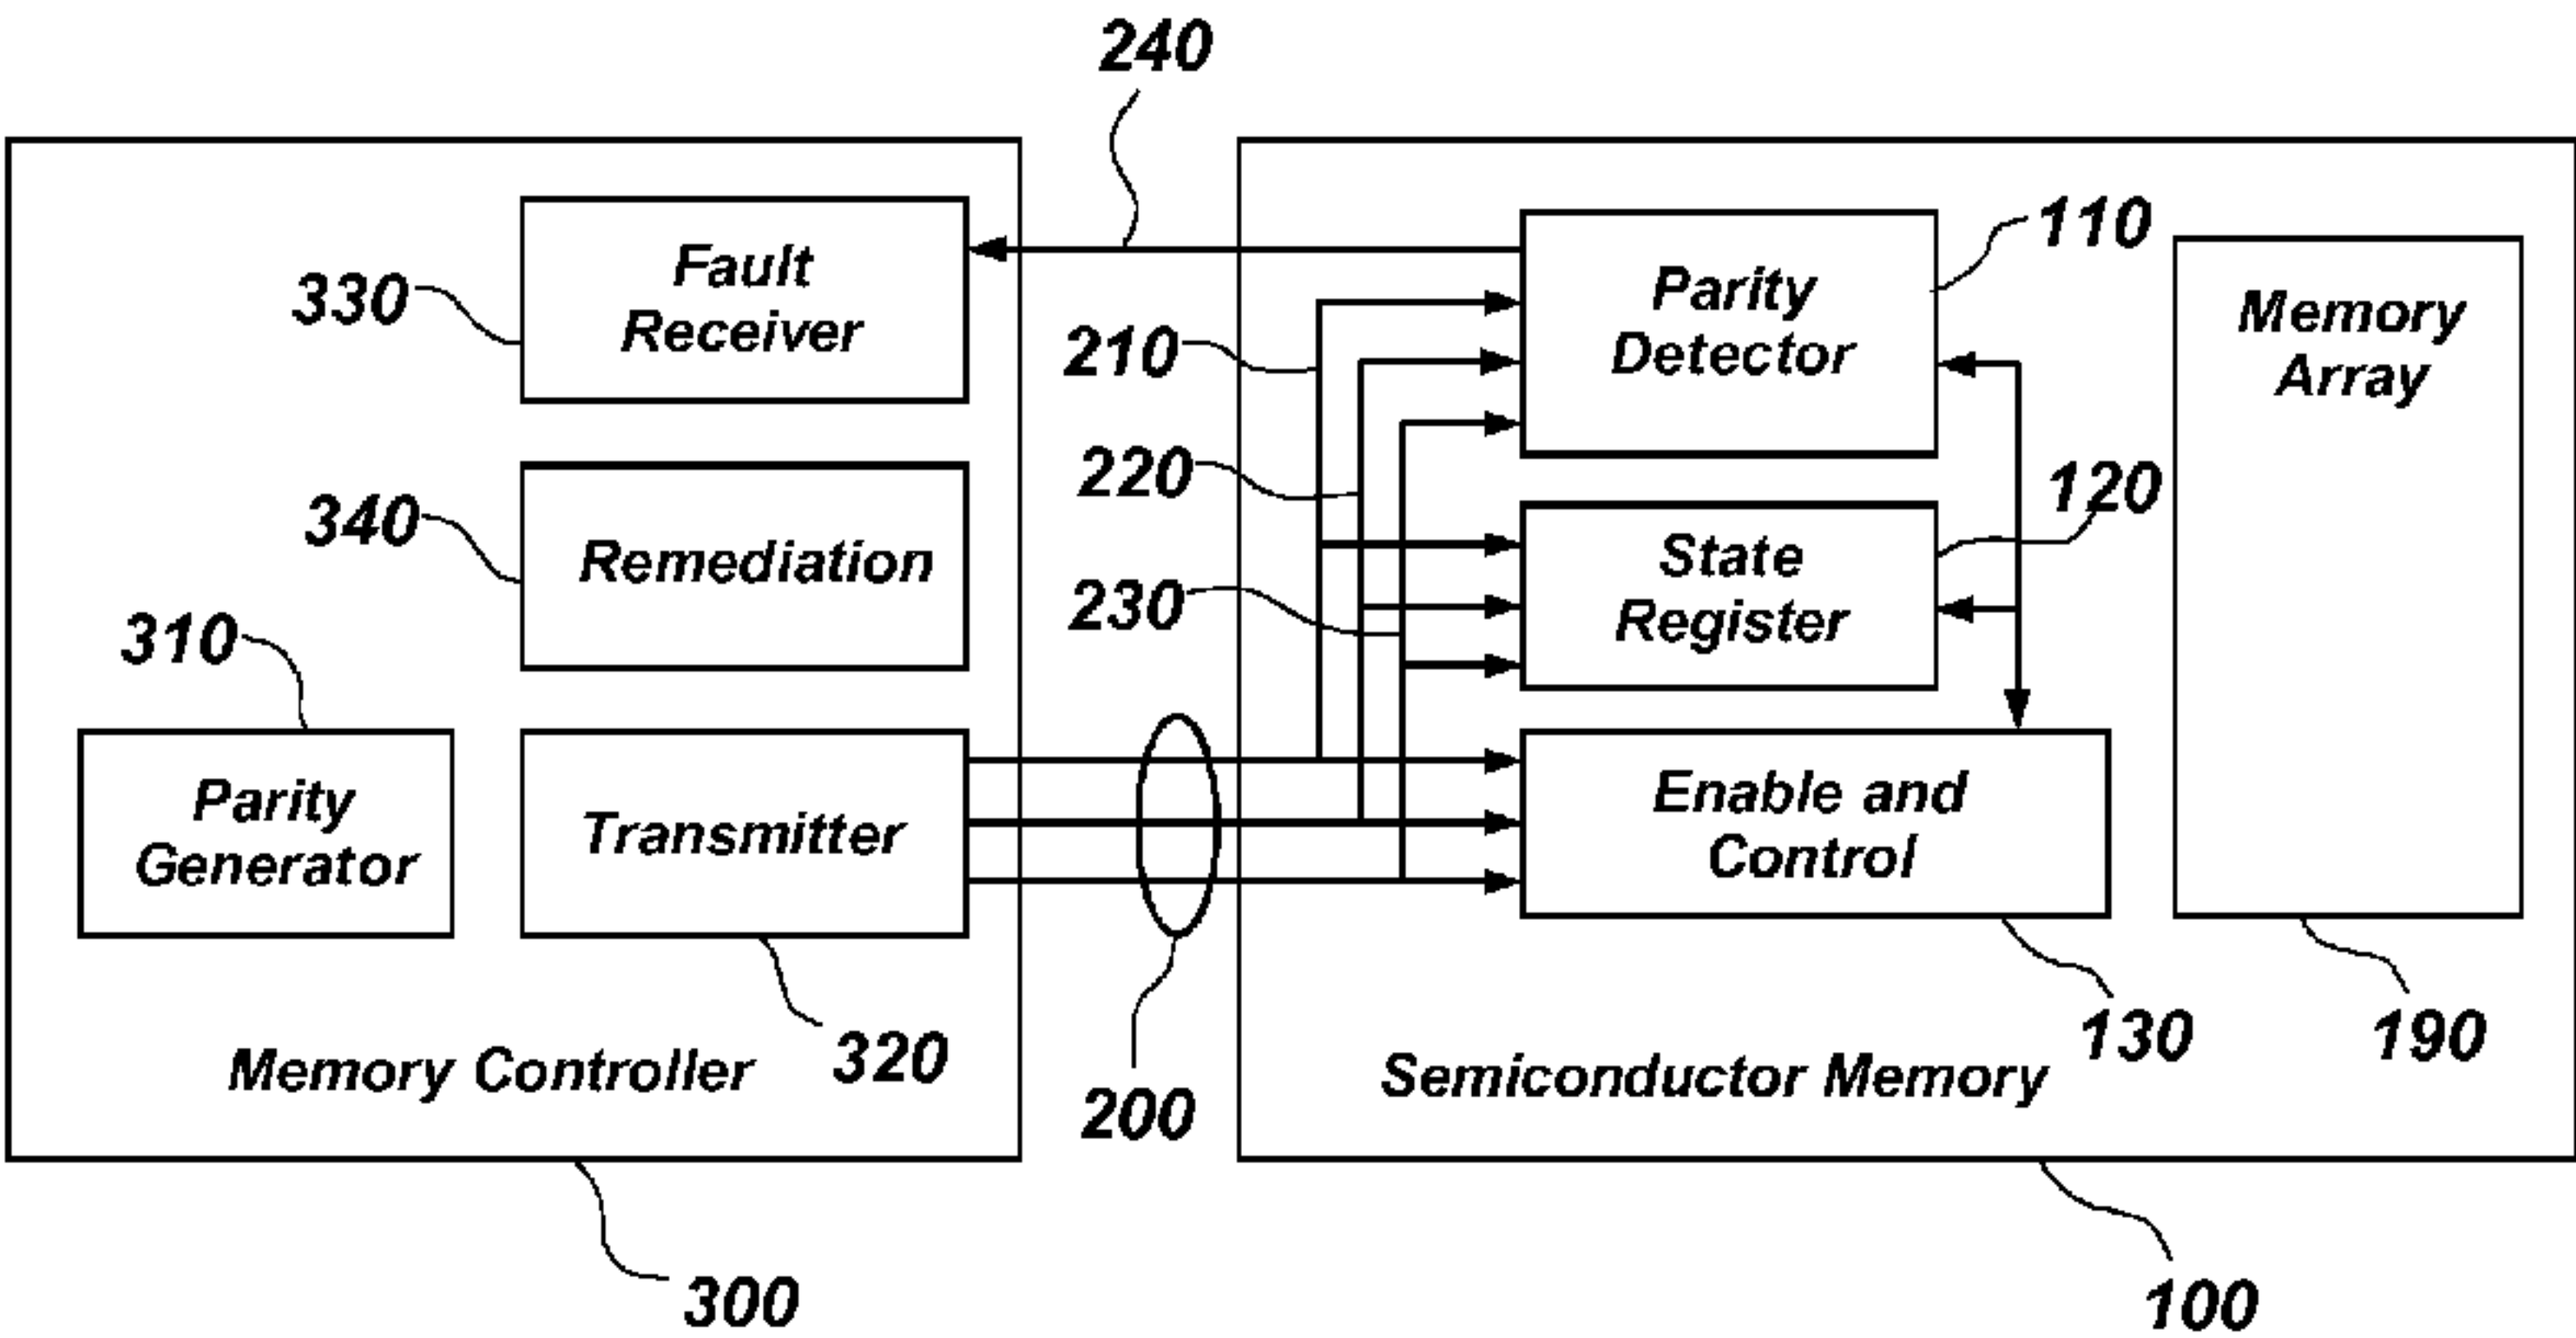 240
Fault
Receiver
330
Remediation
340
310
Parity
Generator
Transmitter
320
Memory Controller
300
210
220
230
200
Parity
Detector
110
State
Register
120
Enable and
Control
130
Memory
Array
190
Semiconductor Memory
100